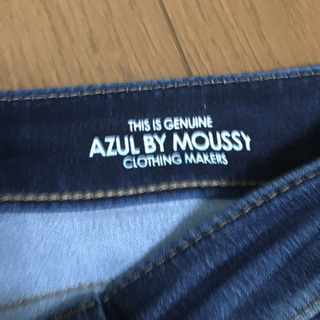 THIS IS GENUINE
AZUL BY MOUSSY
CLOTHING MAKERS